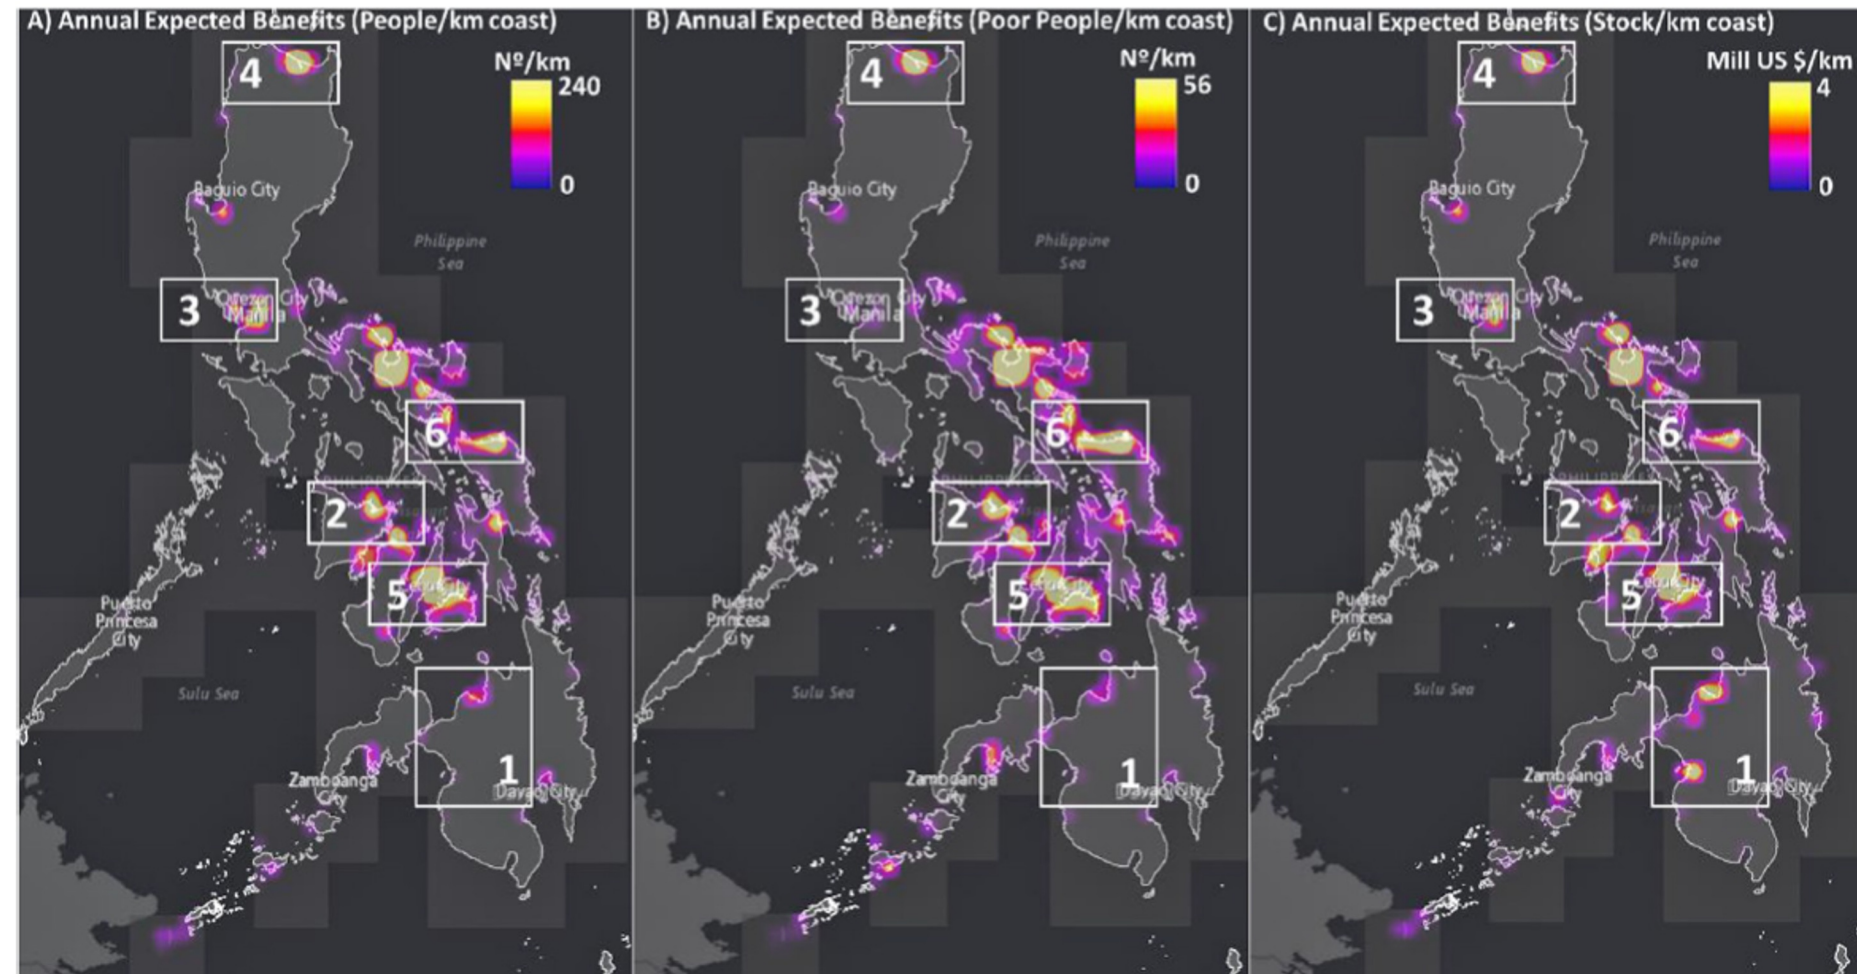 A) Annual Expected Benefits (People/km coast)
Nº/km
240
0
4
Baguio City
Philippine
Sea
3
Quezon City
Manila
6
2
5
Cebu City
Puerto
Princesa
City
Sulu Sea
1
Zamboanga
City
Davao City
B) Annual Expected Benefits (Poor People/km coast)
Nº/km
56
0
4
Baguio City
Philippine
Sea
3
Quezon City
Manila
6
2
5
Cebu City
Puerto
Princesa
City
Sulu Sea
1
Zamboanga
City
Davao City
C) Annual Expected Benefits (Stock/km coast)
Mill US $/km
4
0
4
Baguio City
Philippine
Sea
3
Quezon City
Manila
6
PHILIPPINES
2
5
Cebu City
Puerto
Princesa
City
Sulu Sea
1
Zamboanga
City
Davao City